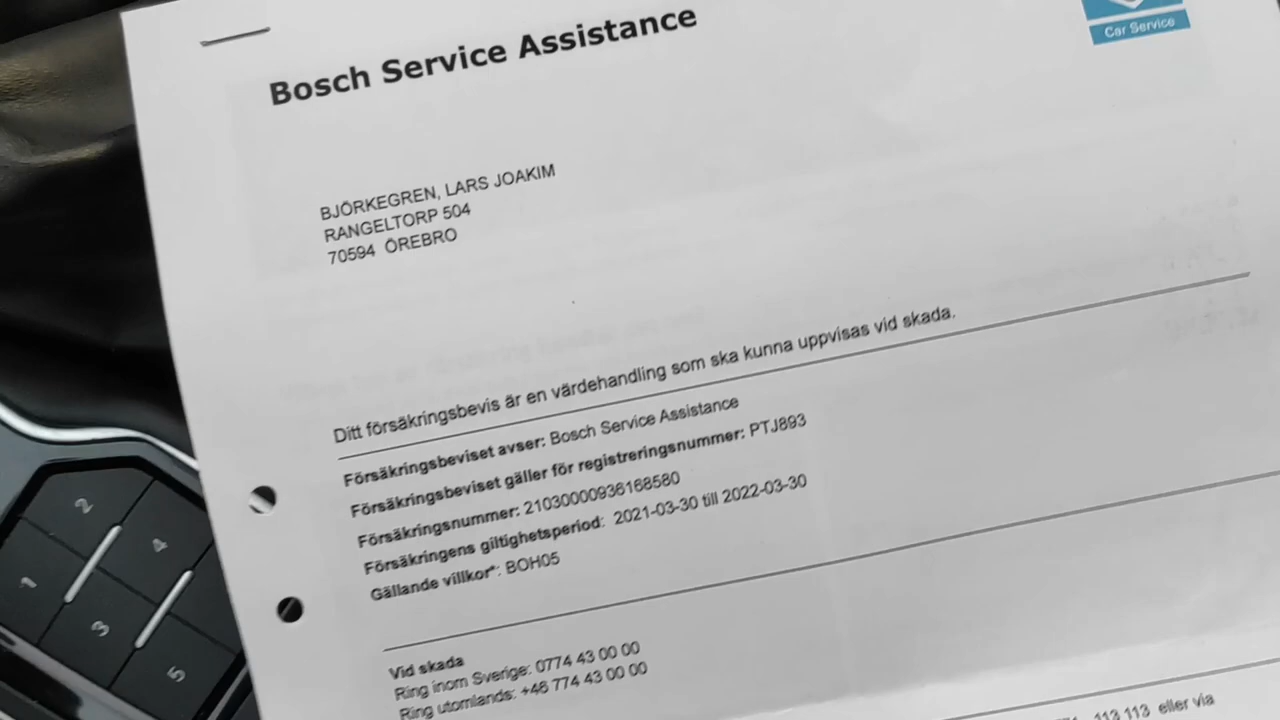 Bosch Service Assistance
Car Service
BJÖRKEGREN, LARS JOAKIM
RANGELTORP 504
70594 ÖREBRO
Ditt försäkringsbevis är en värdehandling som ska kunna uppvisas vid skada.
Försäkringsbeviset avser: Bosch Service Assistance
Försäkringsbeviset gäller för registreringsnummer: PTJ893
Försäkringsnummer: 21030000936168580
Försäkringens giltighetsperiod: 2021-03-30 till 2022-03-30
Gällande villkor*: BOH05
Vid skada
Ring inom Sverige: 0774 43 00 00
Ring utomlands: +46 774 43 00 00
113 113 eller via
2
4
1
3
5